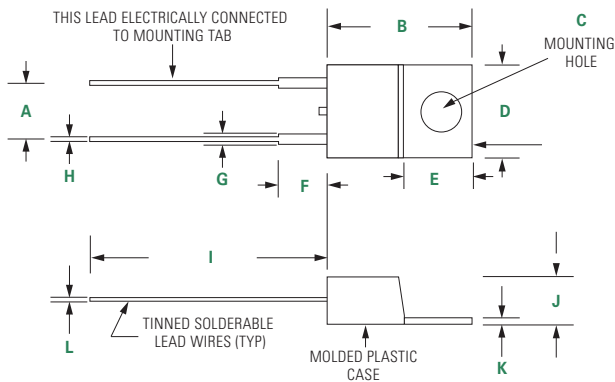 THIS LEAD ELECTRICALLY CONNECTED
TO MOUNTING TAB
B
C
MOUNTING
HOLE
A
D
H
G
F
E
I
J
L
TINNED SOLDERABLE
LEAD WIRES (TYP)
MOLDED PLASTIC
CASE
K